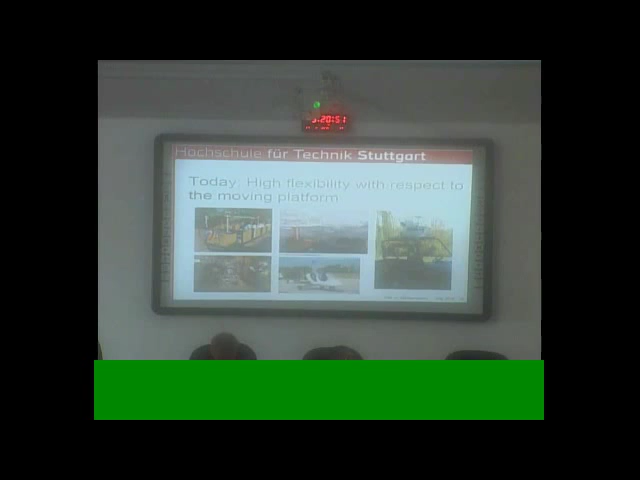 Hochschule für Technik Stuttgart
Today: High flexibility with respect to
the moving platform